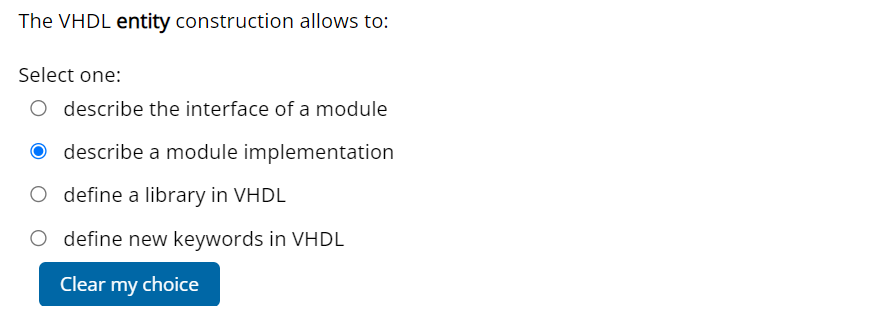 The VHDL entity construction allows to:
Select one:
describe the interface of a module
describe a module implementation
define a library in VHDL
define new keywords in VHDL
Clear my choice